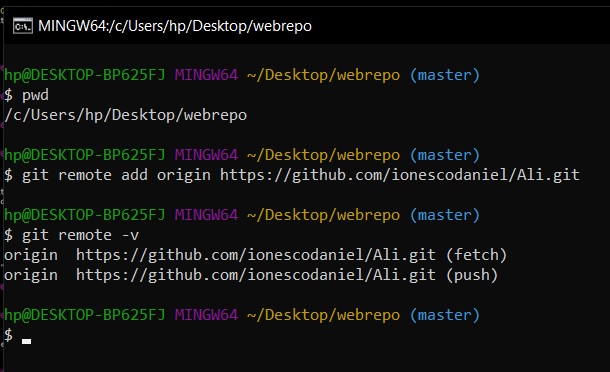 MINGW64:/c/Users/hp/Desktop/webrepo
hp@DESKTOP-BP625FJ MINGW64 ~/Desktop/webrepo (master)
$ pwd
/c/Users/hp/Desktop/webrepo
hp@DESKTOP-BP625FJ MINGW64 ~/Desktop/webrepo (master)
$ git remote add origin https://github.com/ionescodaniel/Ali.git
hp@DESKTOP-BP625FJ MINGW64 ~/Desktop/webrepo (master)
$ git remote -v
origin  https://github.com/ionescodaniel/Ali.git (fetch)
origin  https://github.com/ionescodaniel/Ali.git (push)
hp@DESKTOP-BP625FJ MINGW64 ~/Desktop/webrepo (master)
$